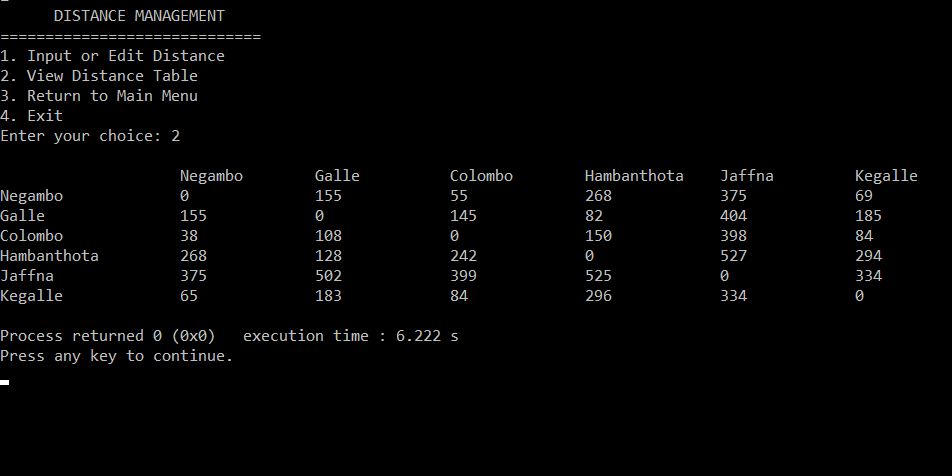 DISTANCE MANAGEMENT
=============================
1. Input or Edit Distance
2. View Distance Table
3. Return to Main Menu
4. Exit
Enter your choice: 2
Negambo Galle Colombo Hambanthota Jaffna Kegalle
Negambo 0 155 55 268 375 69
Galle 155 0 145 82 404 185
Colombo 38 108 0 150 398 84
Hambanthota 268 128 242 0 527 294
Jaffna 375 502 399 525 0 334
Kegalle 65 183 84 296 334 0
Process returned 0 (0x0) execution time : 6.222 s
Press any key to continue.